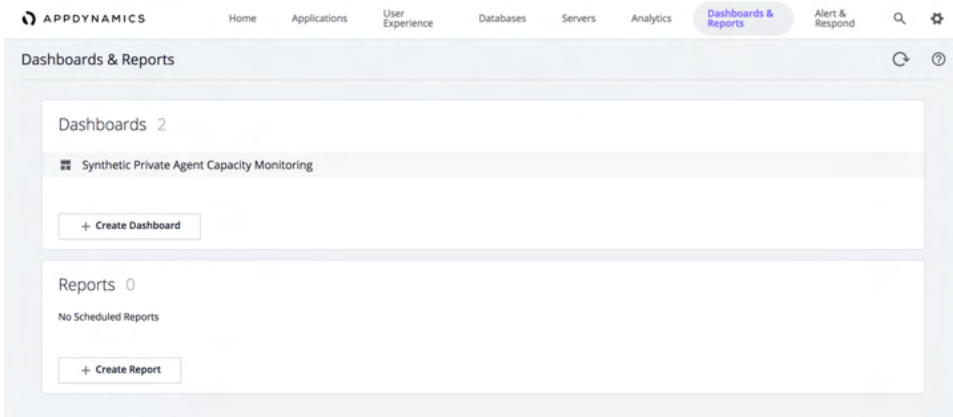 APPDYNAMICS
Home
Applications
User
Experience
Databases
Servers
Analytics
Dashboards &
Reports
Alert &
Respond
Dashboards & Reports
Dashboards 2
Synthetic Private Agent Capacity Monitoring
+ Create Dashboard
Reports 0
No Scheduled Reports
+ Create Report